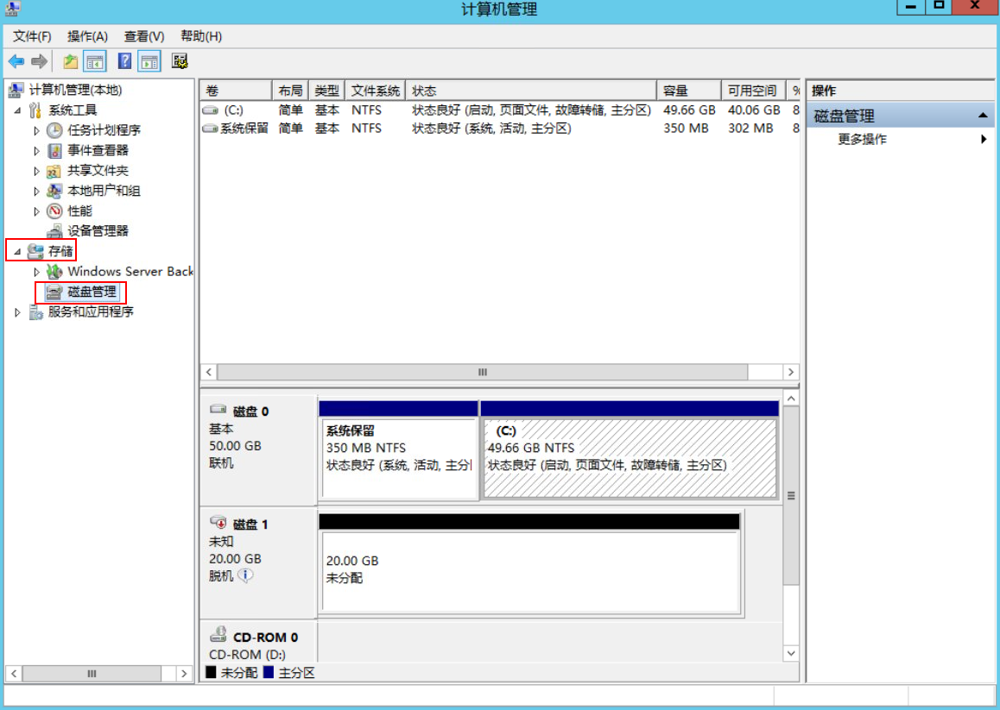 计算机管理
文件(F) 操作(A) 查看(V) 帮助(H)
计算机管理(本地)
系统工具
任务计划程序
事件查看器
共享文件夹
本地用户和组
性能
设备管理器
存储
Windows Server Back
磁盘管理
服务和应用程序
卷 布局 类型 文件系统 状态 容量 可用空间 %
(C:) 简单 基本 NTFS 状态良好 (启动, 页面文件, 故障转储, 主分区) 49.66 GB 40.06 GB 8
系统保留 简单 基本 NTFS 状态良好 (系统, 活动, 主分区) 350 MB 302 MB 8
磁盘 0
基本
50.00 GB
联机
系统保留
350 MB NTFS
状态良好 (系统, 活动, 主分
(C:)
49.66 GB NTFS
状态良好 (启动, 页面文件, 故障转储, 主分区)
磁盘 1
未知
20.00 GB
脱机
20.00 GB
未分配
CD-ROM 0
CD-ROM (D:)
未分配 主分区
操作
磁盘管理
更多操作